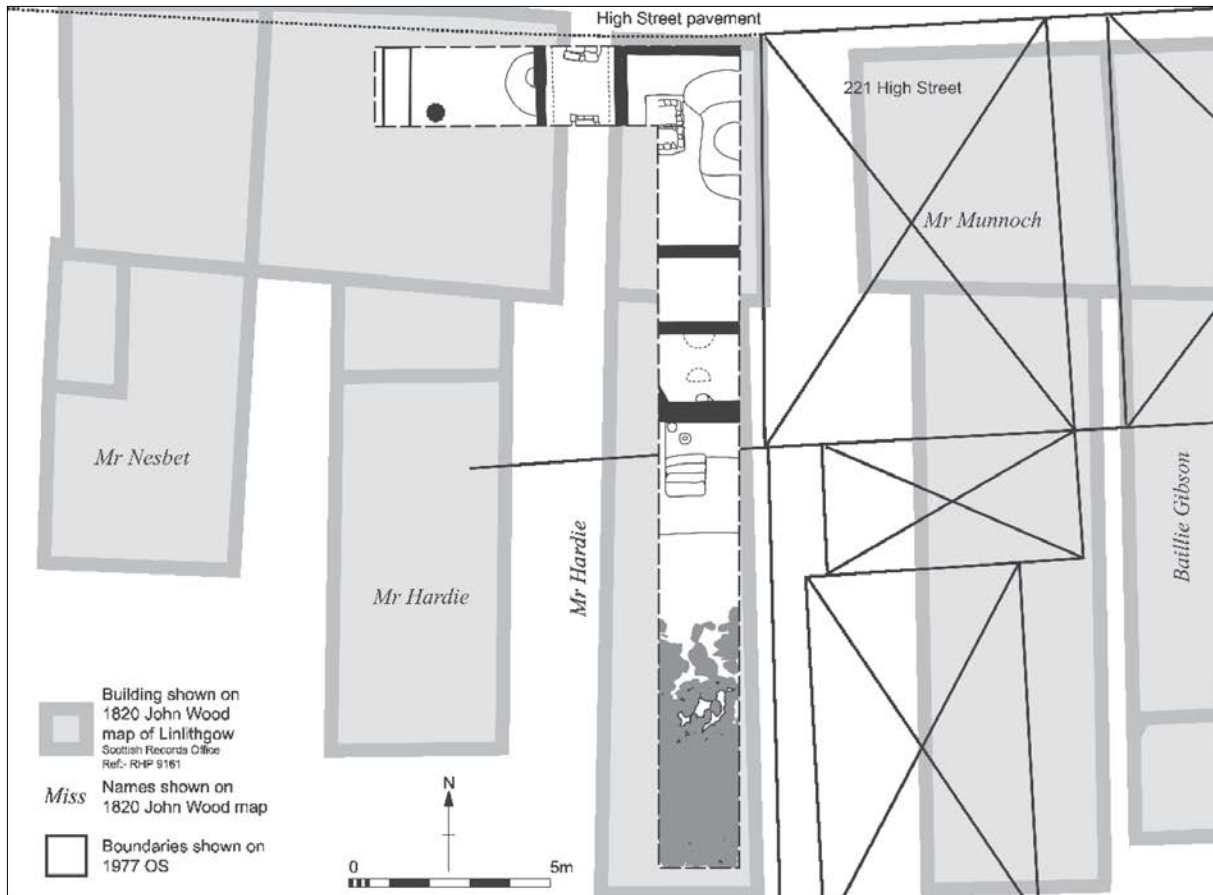 High Street pavement
221 High Street
Mr Munnoch
Mr Nesbet
Mr Hardie
Mr Hardie
Baillie Gibson
Building shown on
1820 John Wood
map of Linlithgow
Scottish Records Office
Ref:- RHP 9161
Miss
Names shown on
1820 John Wood map
Boundaries shown on
1977 OS
N
0
5m